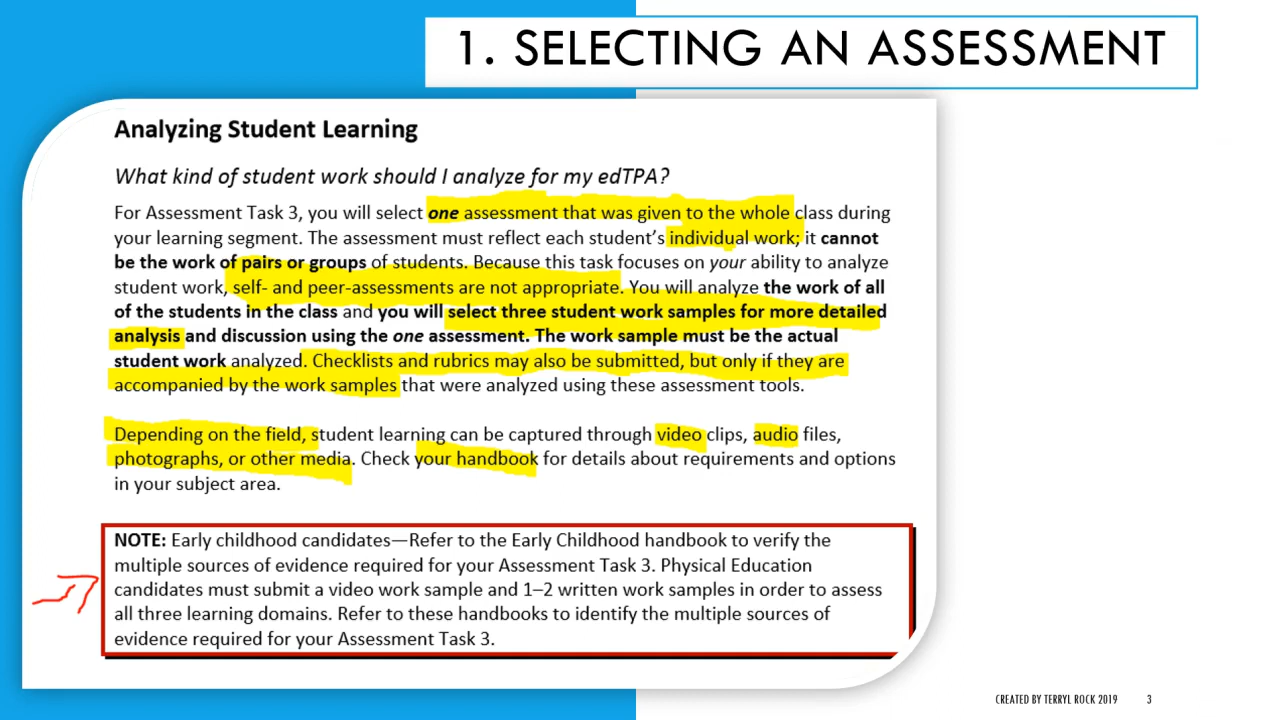 1. SELECTING AN ASSESSMENT
Analyzing Student Learning
What kind of student work should I analyze for my edTPA?
For Assessment Task 3, you will select one assessment that was given to the whole class during
your learning segment. The assessment must reflect each student’s individual work; it cannot
be the work of pairs or groups of students. Because this task focuses on your ability to analyze
student work, self- and peer-assessments are not appropriate. You will analyze the work of all
of the students in the class and you will select three student work samples for more detailed
analysis and discussion using the one assessment. The work sample must be the actual
student work analyzed. Checklists and rubrics may also be submitted, but only if they are
accompanied by the work samples that were analyzed using these assessment tools.
Depending on the field, student learning can be captured through video clips, audio files,
photographs, or other media. Check your handbook for details about requirements and options
in your subject area.
NOTE: Early childhood candidates—Refer to the Early Childhood handbook to verify the
multiple sources of evidence required for your Assessment Task 3. Physical Education
candidates must submit a video work sample and 1–2 written work samples in order to assess
all three learning domains. Refer to these handbooks to identify the multiple sources of
evidence required for your Assessment Task 3.
CREATED BY TERRYL ROCK 2019 3